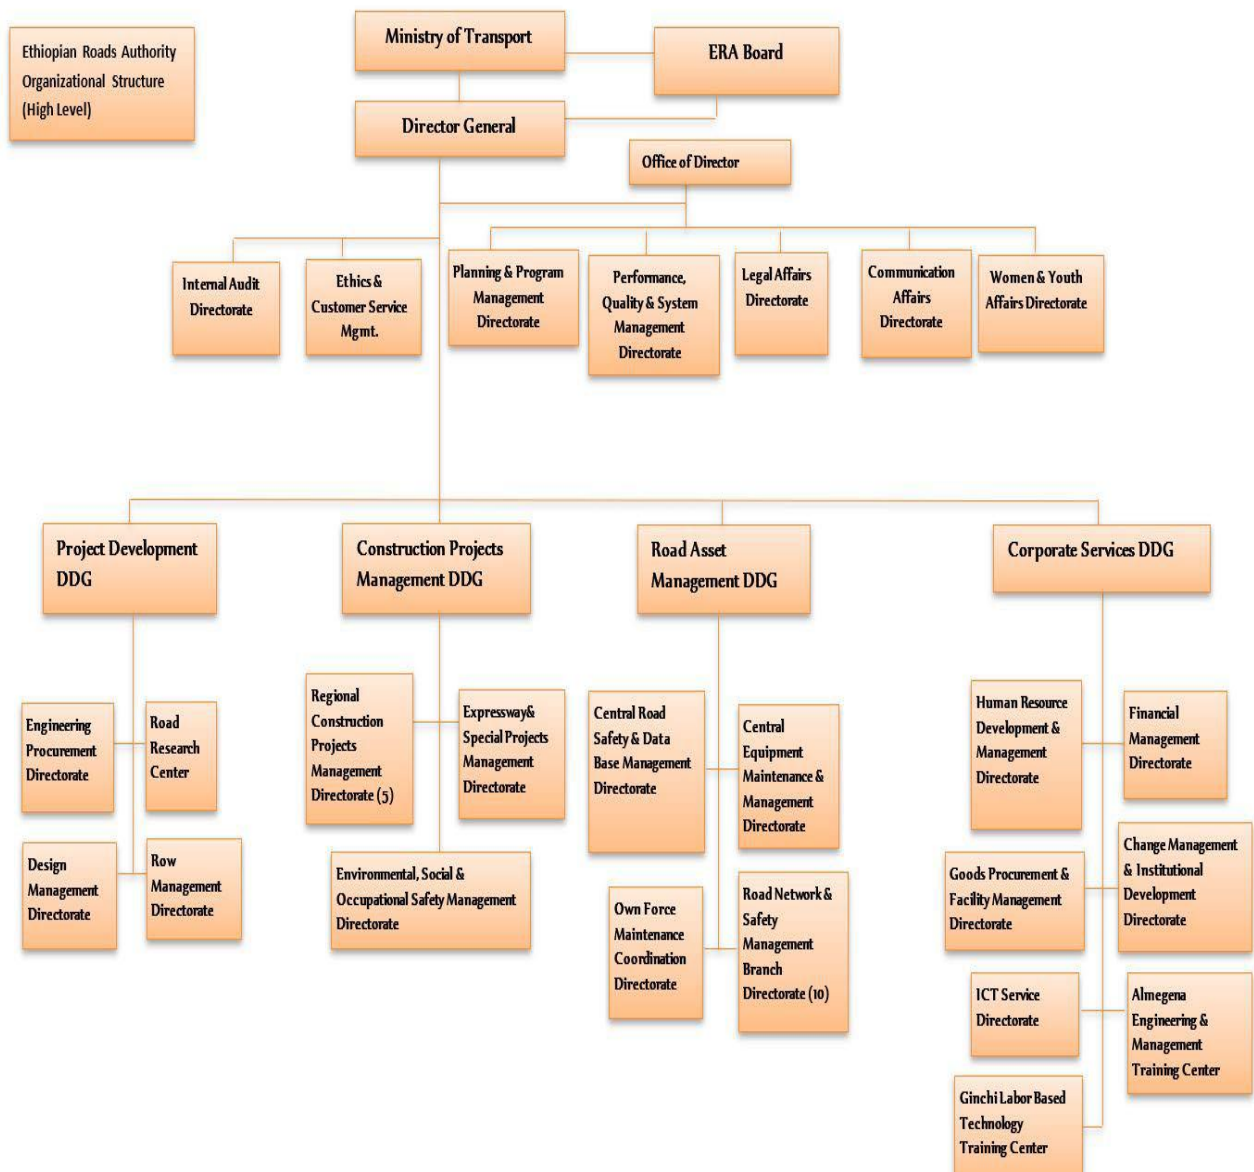 Ethiopian Roads Authority
Organizational Structure
(High Level)
Ministry of Transport
ERA Board
Director General
Office of Director
Internal Audit
Directorate
Ethics &
Customer Service
Mgmt.
Planning & Program
Management
Directorate
Performance,
Quality & System
Management
Directorate
Legal Affairs
Directorate
Communication
Affairs
Directorate
Women & Youth
Affairs Directorate
Project Development
DDG
Construction Projects
Management DDG
Road Asset
Management DDG
Corporate Services DDG
Engineering
Procurement
Directorate
Road
Research
Center
Design
Management
Directorate
Row
Management
Directorate
Regional
Construction
Projects
Management
Directorate (5)
Expressway&
Special Projects
Management
Directorate
Environmental, Social &
Occupational Safety Management
Directorate
Central Road
Safety & Data
Base Management
Directorate
Central
Equipment
Maintenance &
Management
Directorate
Own Force
Maintenance
Coordination
Directorate
Road Network &
Safety
Management
Branch
Directorate (10)
Human Resource
Development &
Management
Directorate
Financial
Management
Directorate
Goods Procurement &
Facility Management
Directorate
Change Management
& Institutional
Development
Directorate
ICT Service
Directorate
Almegena
Engineering &
Management
Training Center
Ginchi Labor Based
Technology
Training Center